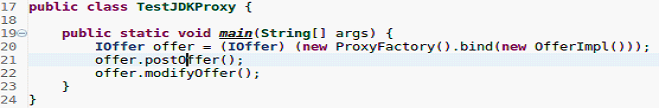 17 public class TestJDKProxy {
18
19 public static void main(String[] args) {
20 IOffer offer = (IOffer) (new ProxyFactory().bind(new OfferImpl()));
21 offer.postOffer();
22 offer.modifyOffer();
23 }
24 }